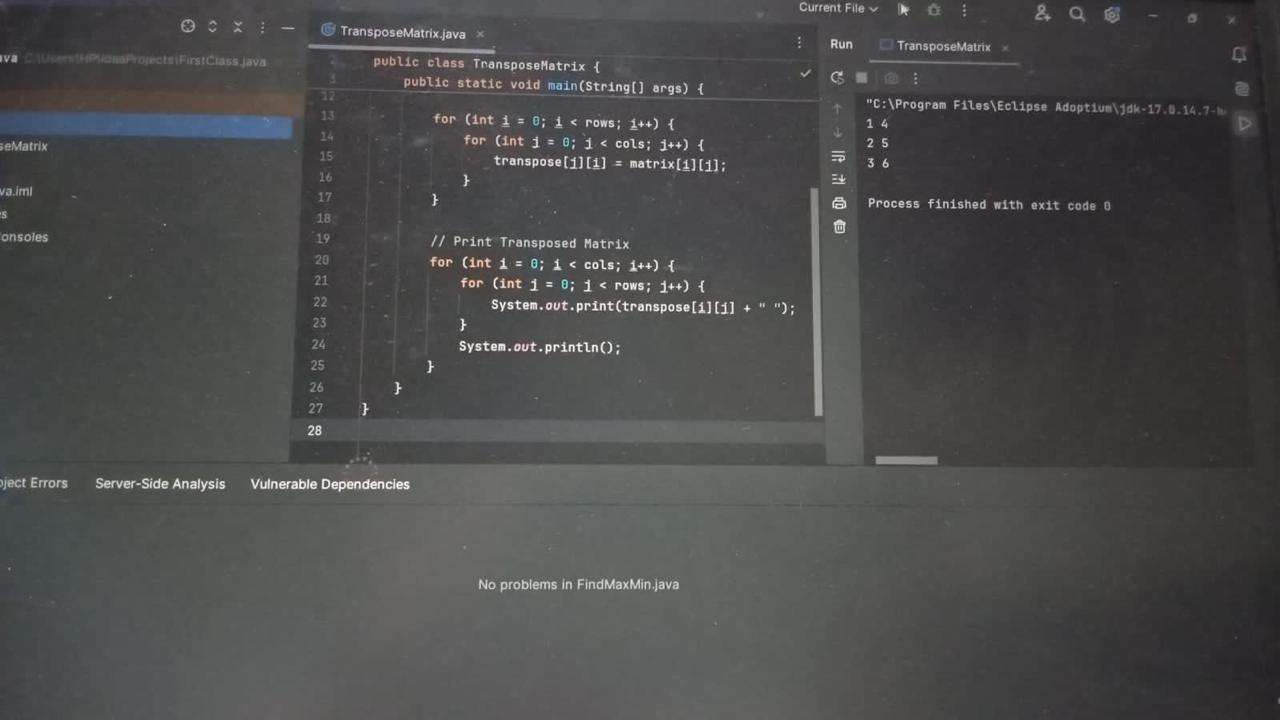 Current File
TransposeMatrix.java
Run
TransposeMatrix
ava C:\Users\HP\IdeaProjects\FirstClass.java
seMatrix
va.iml
s
onsoles
public class TransposeMatrix {
3 public static void main(String[] args) {
12
13 for (int i = 0; i < rows; i++) {
14 for (int j = 0; j < cols; j++) {
15 transpose[j][i] = matrix[i][j];
16 }
17 }
18
19 // Print Transposed Matrix
20 for (int i = 0; i < cols; i++) {
21 for (int j = 0; j < rows; j++) {
22 System.out.print(transpose[i][j] + " ");
23 }
24 System.out.println();
25 }
26 }
27 }
28
"C:\Program Files\Eclipse Adoptium\jdk-17.0.14.7-h
1 4
2 5
3 6
Process finished with exit code 0
oject Errors Server-Side Analysis Vulnerable Dependencies
No problems in FindMaxMin.java